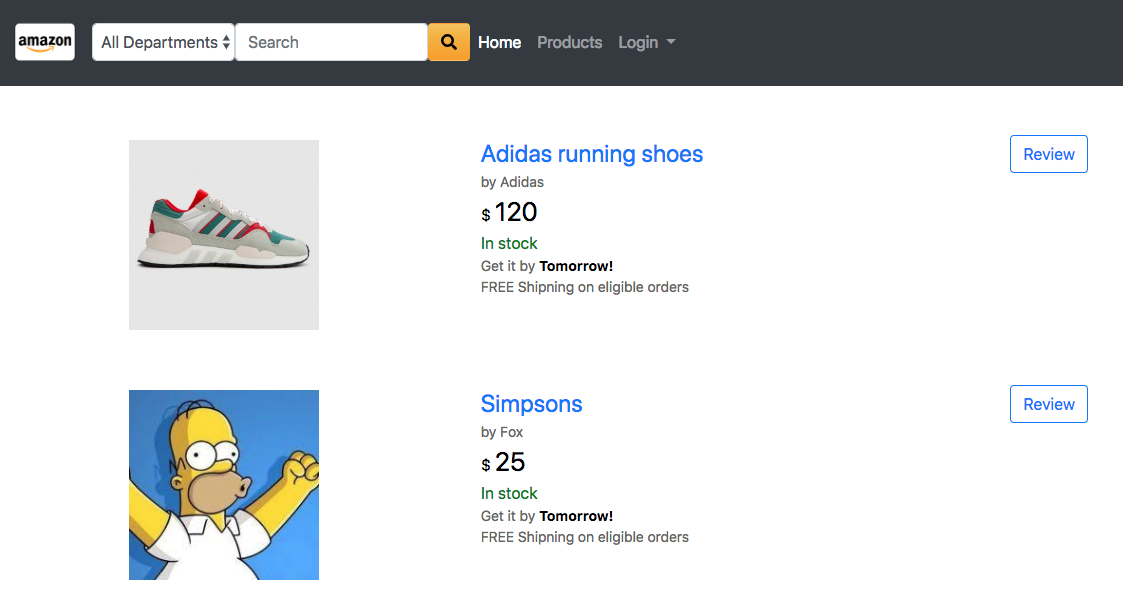 amazon All Departments Search Home Products Login
Adidas running shoes Review
by Adidas
$ 120
In stock
Get it by Tomorrow!
FREE Shipning on eligible orders
Simpsons Review
by Fox
$ 25
In stock
Get it by Tomorrow!
FREE Shipning on eligible orders